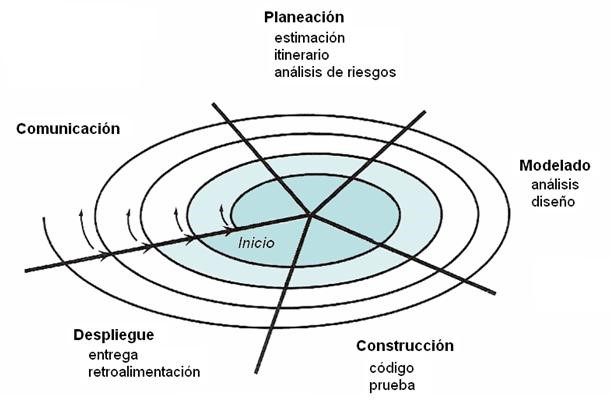 Planeación
estimación
itinerario
análisis de riesgos
Comunicación
Modelado
análisis
diseño
Inicio
Despliegue
entrega
retroalimentación
Construcción
código
prueba